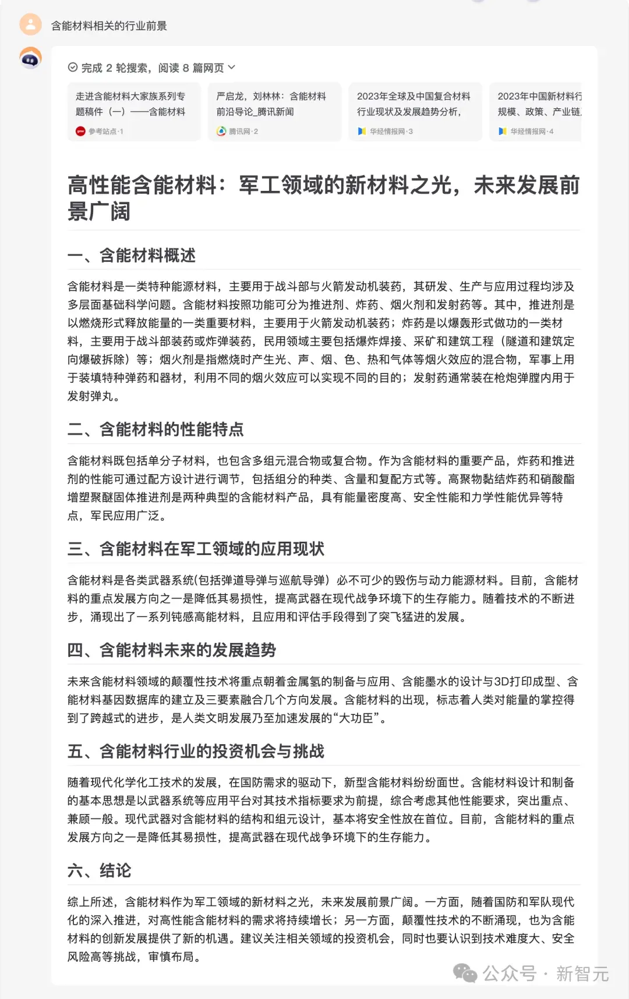 含能材料相关的行业前景
完成 2 轮搜索，阅读 8 篇网页
走进含能材料大家族系列专
题稿件（一）——含能材料
参考站点·1
严启龙，刘林林：含能材料
前沿导论_腾讯新闻
腾讯网·2
2023年全球及中国复合材料
行业现状及发展趋势分析，
华经情报网·3
2023年中国新材料行
规模、政策、产业链
华经情报网·4
高性能含能材料：军工领域的新材料之光，未来发展前
景广阔
一、含能材料概述
含能材料是一类特种能源材料，主要用于战斗部与火箭发动机装药，其研发、生产与应用过程均涉及
多层面基础科学问题。含能材料按照功能可分为推进剂、炸药、烟火剂和发射药等。其中，推进剂是
以燃烧形式释放能量的一类重要材料，主要用于火箭发动机装药；炸药是以爆轰形式做功的一类材
料，主要用于战斗部装药或炸弹装药，民用领域主要包括爆炸焊接、采矿和建筑工程（隧道和建筑定
向爆破拆除）等；烟火剂是指燃烧时产生光、声、烟、色、热和气体等烟火效应的混合物，军事上用
于装填特种弹药和器材，利用不同的烟火效应可以实现不同的目的；发射药通常装在枪炮弹膛内用于
发射弹丸。
二、含能材料的性能特点
含能材料既包括单分子材料，也包含多组元混合物或复合物。作为含能材料的重要产品，炸药和推进
剂的性能可通过配方设计进行调节，包括组分的种类、含量和复配方式等。高聚物黏结炸药和硝酸酯
增塑聚醚固体推进剂是两种典型的含能材料产品，具有能量密度高、安全性能和力学性能优异等特
点，军民应用广泛。
三、含能材料在军工领域的应用现状
含能材料是各类武器系统(包括弹道导弹与巡航导弹）必不可少的毁伤与动力能源材料。目前，含能材
料的重点发展方向之一是降低其易损性，提高武器在现代战争环境下的生存能力。随着技术的不断进
步，涌现出了一系列钝感高能材料，且应用和评估手段得到了突飞猛进的发展。
四、含能材料未来的发展趋势
未来含能材料领域的颠覆性技术将重点朝着金属氢的制备与应用、含能墨水的设计与3D打印成型、含
能材料基因数据库的建立及三要素融合几个方向发展。含能材料的出现，标志着人类对能量的掌控得
到了跨越式的进步，是人类文明发展乃至加速发展的“大功臣”。
五、含能材料行业的投资机会与挑战
随着现代化学化工技术的发展，在国防需求的驱动下，新型含能材料纷纷面世。含能材料设计和制备
的基本思想是以武器系统等应用平台对其技术指标要求为前提，综合考虑其他性能要求，突出重点、
兼顾一般。现代武器对含能材料的结构和组元设计，基本将安全性放在首位。目前，含能材料的重点
发展方向之一是降低其易损性，提高武器在现代战争环境下的生存能力。
六、结论
综上所述，含能材料作为军工领域的新材料之光，未来发展前景广阔。一方面，随着国防和军队现代
化的深入推进，对高性能含能材料的需求将持续增长；另一方面，颠覆性技术的不断涌现，也为含能
材料的创新发展提供了新的机遇。建议关注相关领域的投资机会，同时也要认识到技术难度大、安全
风险高等挑战，审慎布局。
公众号 · 新智元